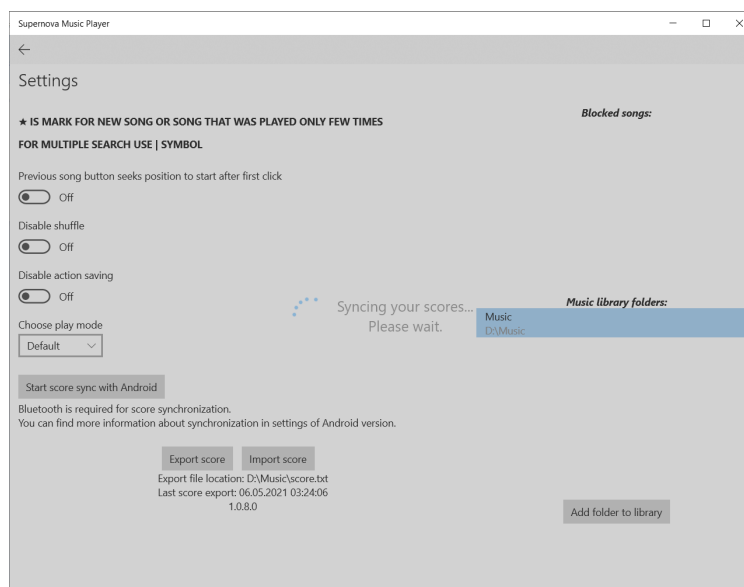 Supernova Music Player
Settings
★ IS MARK FOR NEW SONG OR SONG THAT WAS PLAYED ONLY FEW TIMES
FOR MULTIPLE SEARCH USE | SYMBOL
Previous song button seeks position to start after first click
Off
Disable shuffle
Off
Disable action saving
Off
Choose play mode
Default
Start score sync with Android
Bluetooth is required for score synchronization.
You can find more information about synchronization in settings of Android version.
Export score
Import score
Export file location: D:\Music\score.txt
Last score export: 06.05.2021 03:24:06
1.0.8.0
Syncing your scores...
Please wait.
Blocked songs:
Music library folders:
Music
D:\Music
Add folder to library